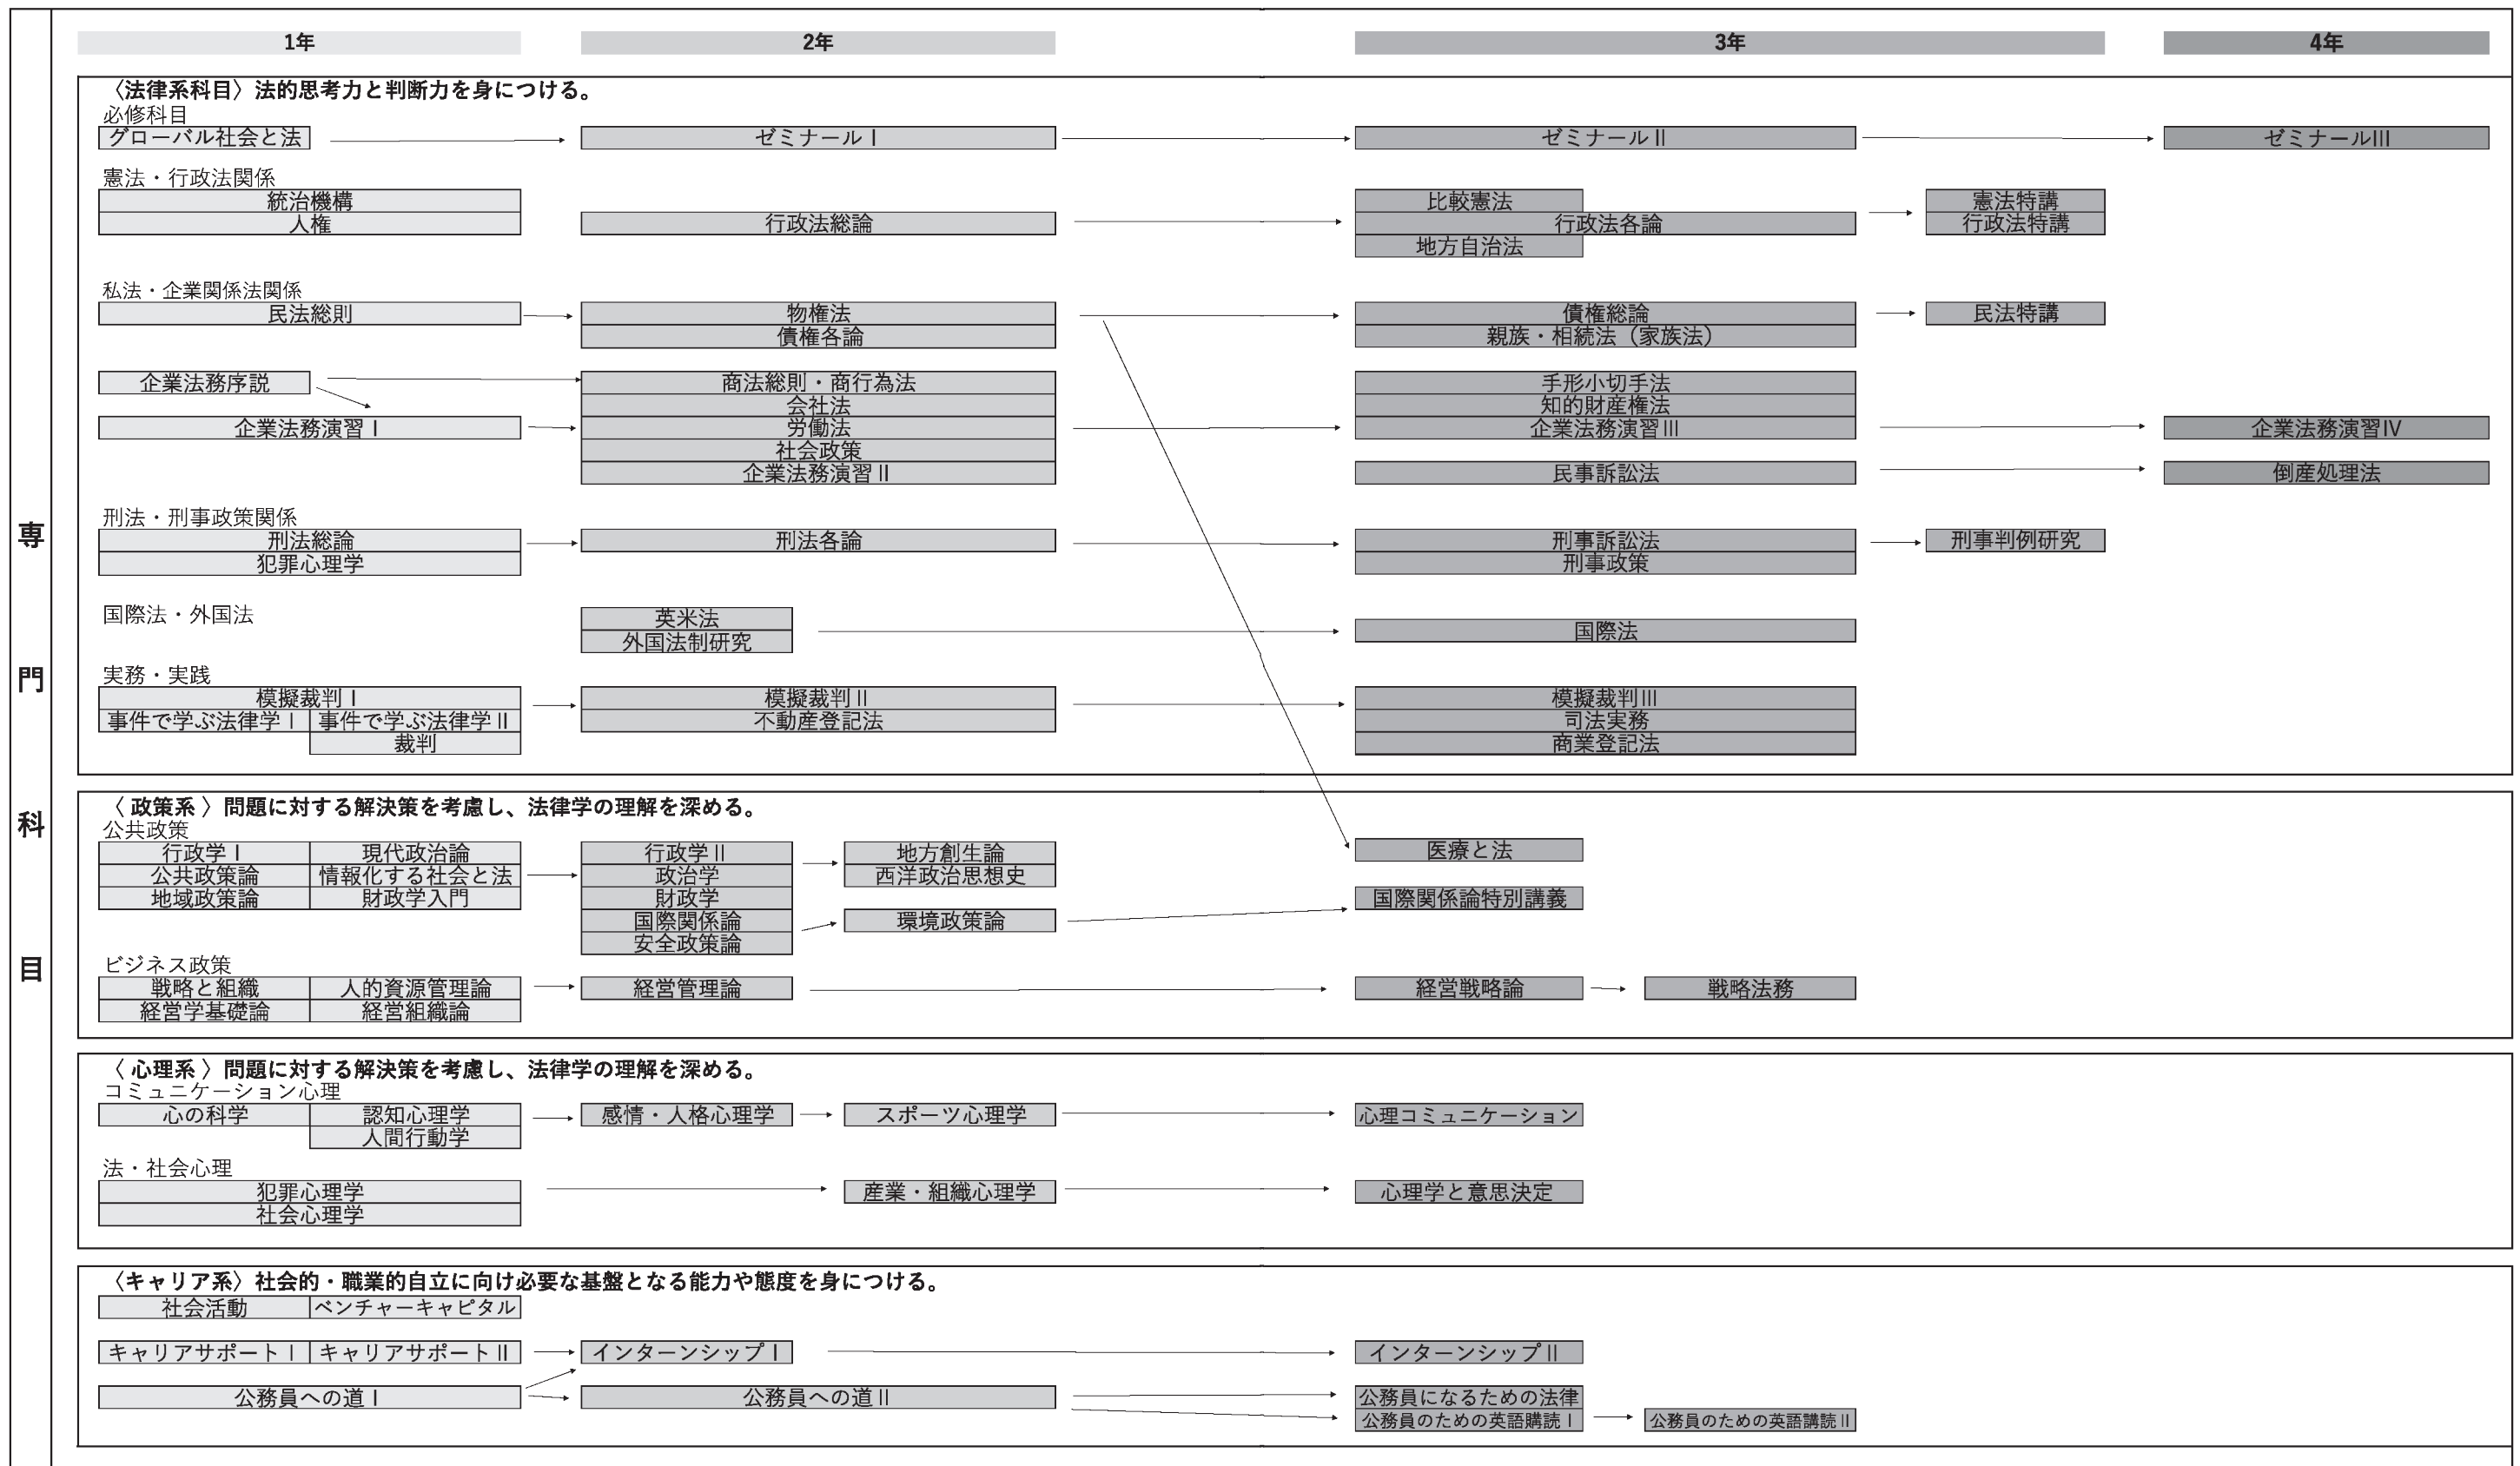 専門科目
1年 2年 3年 4年
〈法律系科目〉法的思考力と判断力を身につける。
必修科目
グローバル社会と法 ゼミナールⅠ ゼミナールⅡ ゼミナールⅢ
憲法・行政法関係
統治機構 比較憲法 憲法特講
人権 行政法総論 行政法各論 行政法特講
地方自治法
私法・企業関係法関係
民法総則 物権法 債権総論 民法特講
債権各論 親族・相続法（家族法）
企業法務序説 商法総則・商行為法 手形小切手法
会社法 知的財産権法
企業法務演習Ⅰ 労働法 企業法務演習Ⅲ 企業法務演習Ⅳ
社会政策
企業法務演習Ⅱ 民事訴訟法 倒産処理法
刑法・刑事政策関係
刑法総論 刑法各論 刑事訴訟法 刑事判例研究
犯罪心理学 刑事政策
国際法・外国法
英米法
外国法制研究 国際法
実務・実践
模擬裁判Ⅰ 模擬裁判Ⅱ 模擬裁判Ⅲ
事件で学ぶ法律学Ⅰ 事件で学ぶ法律学Ⅱ 不動産登記法 司法実務
裁判 商業登記法
〈 政策系 〉問題に対する解決策を考慮し、法律学の理解を深める。
公共政策
行政学Ⅰ 現代政治論 行政学Ⅱ 地方創生論 医療と法
公共政策論 情報化する社会と法 政治学 西洋政治思想史
地域政策論 財政学入門 財政学 国際関係論特別講義
国際関係論 環境政策論
安全政策論
ビジネス政策
戦略と組織 人的資源管理論 経営管理論 経営戦略論 戦略法務
経営学基礎論 経営組織論
〈 心理系 〉問題に対する解決策を考慮し、法律学の理解を深める。
コミュニケーション心理
心の科学 認知心理学 感情・人格心理学 スポーツ心理学 心理コミュニケーション
人間行動学
法・社会心理
犯罪心理学 産業・組織心理学 心理学と意思決定
社会心理学
〈キャリア系〉社会的・職業的自立に向け必要な基盤となる能力や態度を身につける。
社会活動 ベンチャーキャピタル
キャリアサポートⅠ キャリアサポートⅡ インターンシップⅠ インターンシップⅡ
公務員への道Ⅰ 公務員への道Ⅱ 公務員になるための法律
公務員のための英語購読Ⅰ 公務員のための英語講読Ⅱ